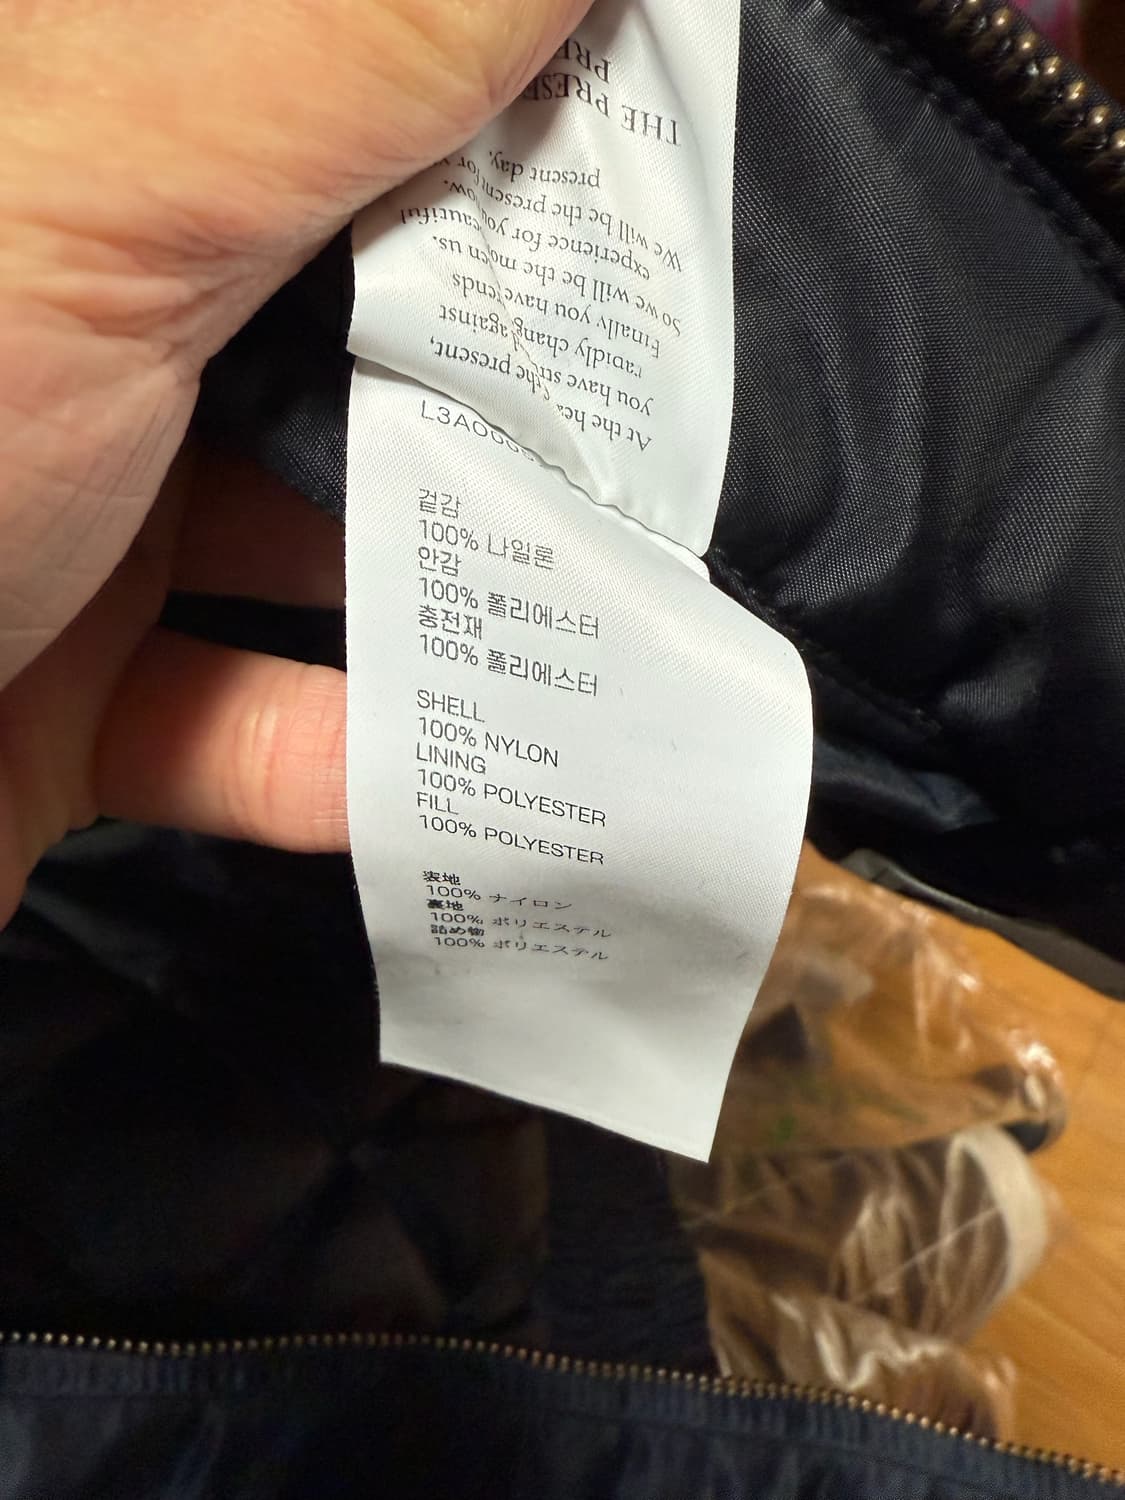 THE PRESE
At the hea the present,
you have stru
rapidly chang against
Finally you have ends
So we will be the mom us.
experience for you beautiful
We will be the present now.
present day. for y
L3A00
겉감
100% 나일론
안감
100% 폴리에스터
충전재
100% 폴리에스터
SHELL
100% NYLON
LINING
100% POLYESTER
FILL
100% POLYESTER
表地
100% ナイロン
裏地
100% ポリエステル
詰め物
100% ポリエステル